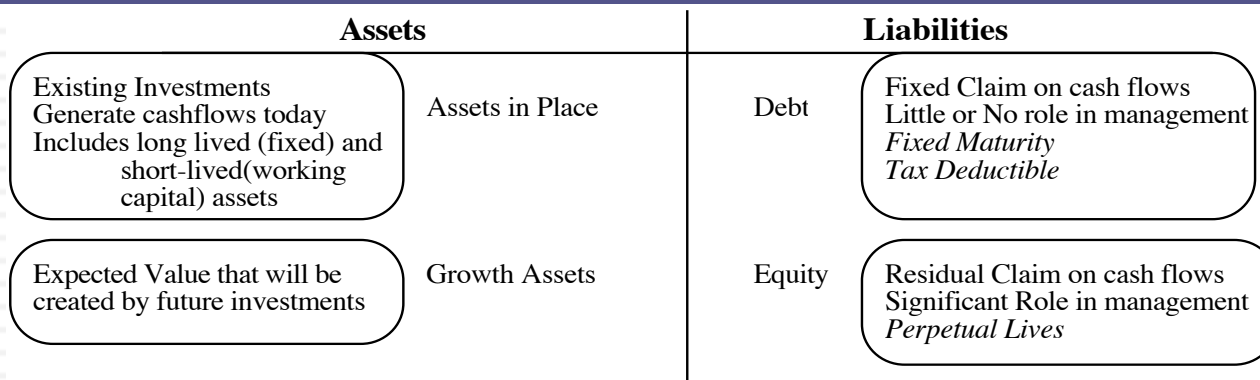 Assets
Liabilities
Existing Investments
Generate cashflows today
Includes long lived (fixed) and
short-lived(working
capital) assets
Assets in Place
Debt
Fixed Claim on cash flows
Little or No role in management
Fixed Maturity
Tax Deductible
Expected Value that will be
created by future investments
Growth Assets
Equity
Residual Claim on cash flows
Significant Role in management
Perpetual Lives